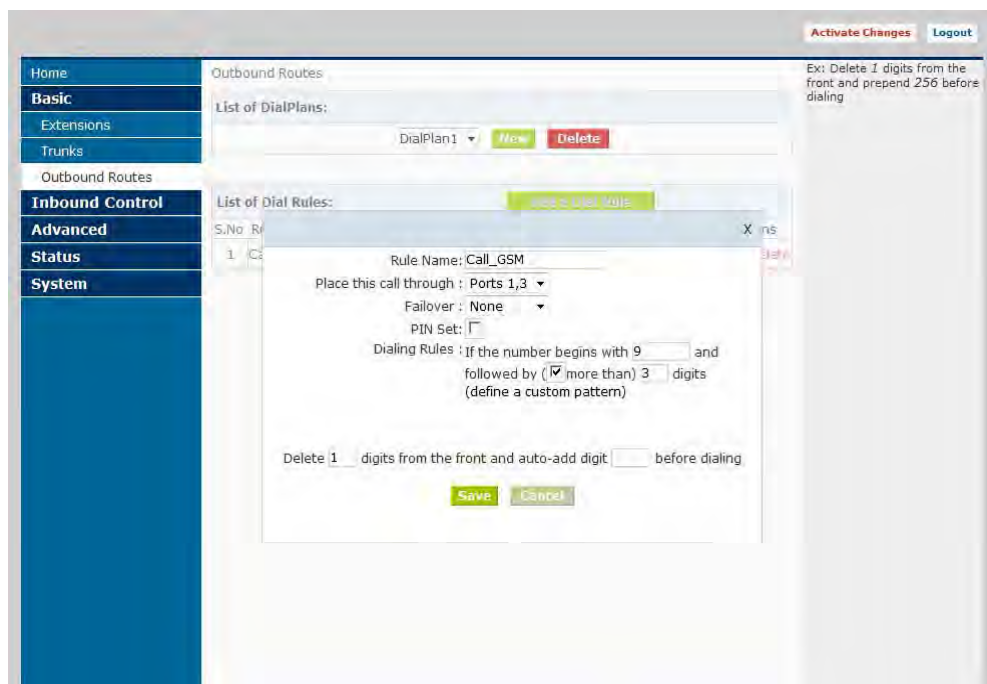 Activate Changes Logout
Home
Basic
Extensions
Trunks
Outbound Routes
Inbound Control
Advanced
Status
System
Outbound Routes
List of DialPlans:
DialPlan1 New Delete
List of Dial Rules:
S.No
1
X
Rule Name: Call_GSM
Place this call through : Ports 1,3
Failover : None
PIN Set:
Dialing Rules : If the number begins with 9 and
followed by ( more than) 3 digits
(define a custom pattern)
Delete 1 digits from the front and auto-add digit before dialing
Save Cancel
Ex: Delete 1 digits from the
front and prepend 256 before
dialing